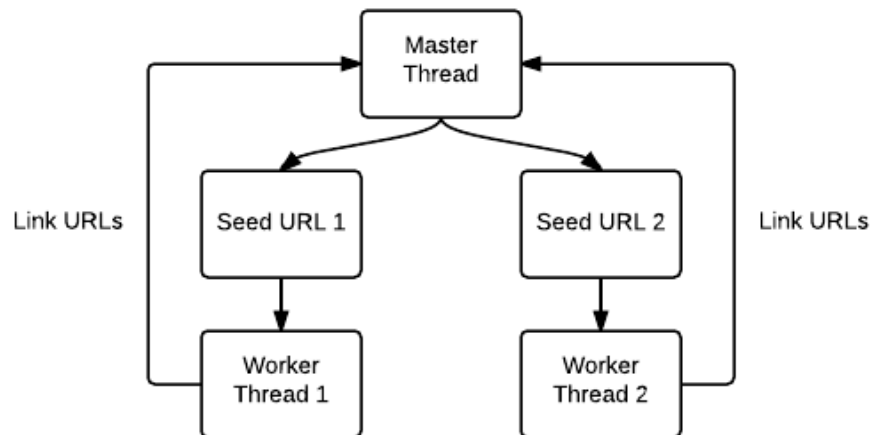 Master
Thread
Link URLs
Seed URL 1
Seed URL 2
Link URLs
Worker
Thread 1
Worker
Thread 2